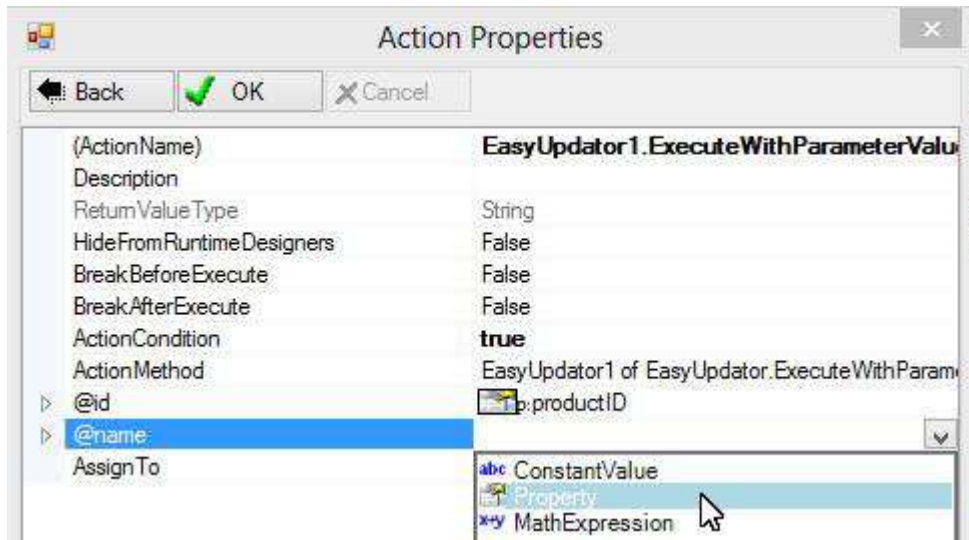 Action Properties
Back OK Cancel
(ActionName) EasyUpdator1.ExecuteWithParameterValu
Description
ReturnValueType String
HideFromRuntimeDesigners False
BreakBeforeExecute False
BreakAfterExecute False
ActionCondition true
ActionMethod EasyUpdator1 of EasyUpdator.ExecuteWithParam
@id p:productID
@name
AssignTo abc ConstantValue
Property
x+y MathExpression